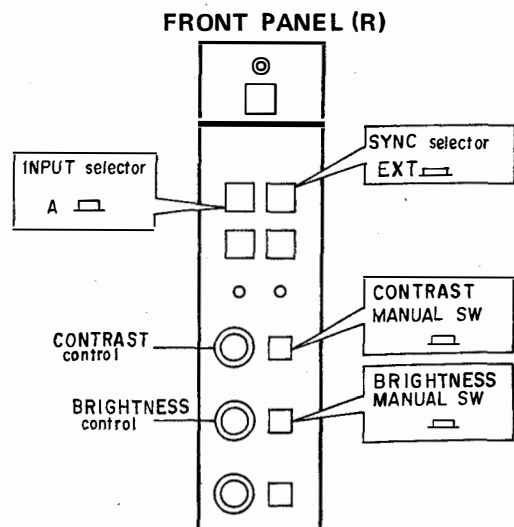 FRONT PANEL (R)
SYNC selector
EXT
INPUT selector
A
CONTRAST
MANUAL SW
CONTRAST
control
BRIGHTNESS
MANUAL SW
BRIGHTNESS
control